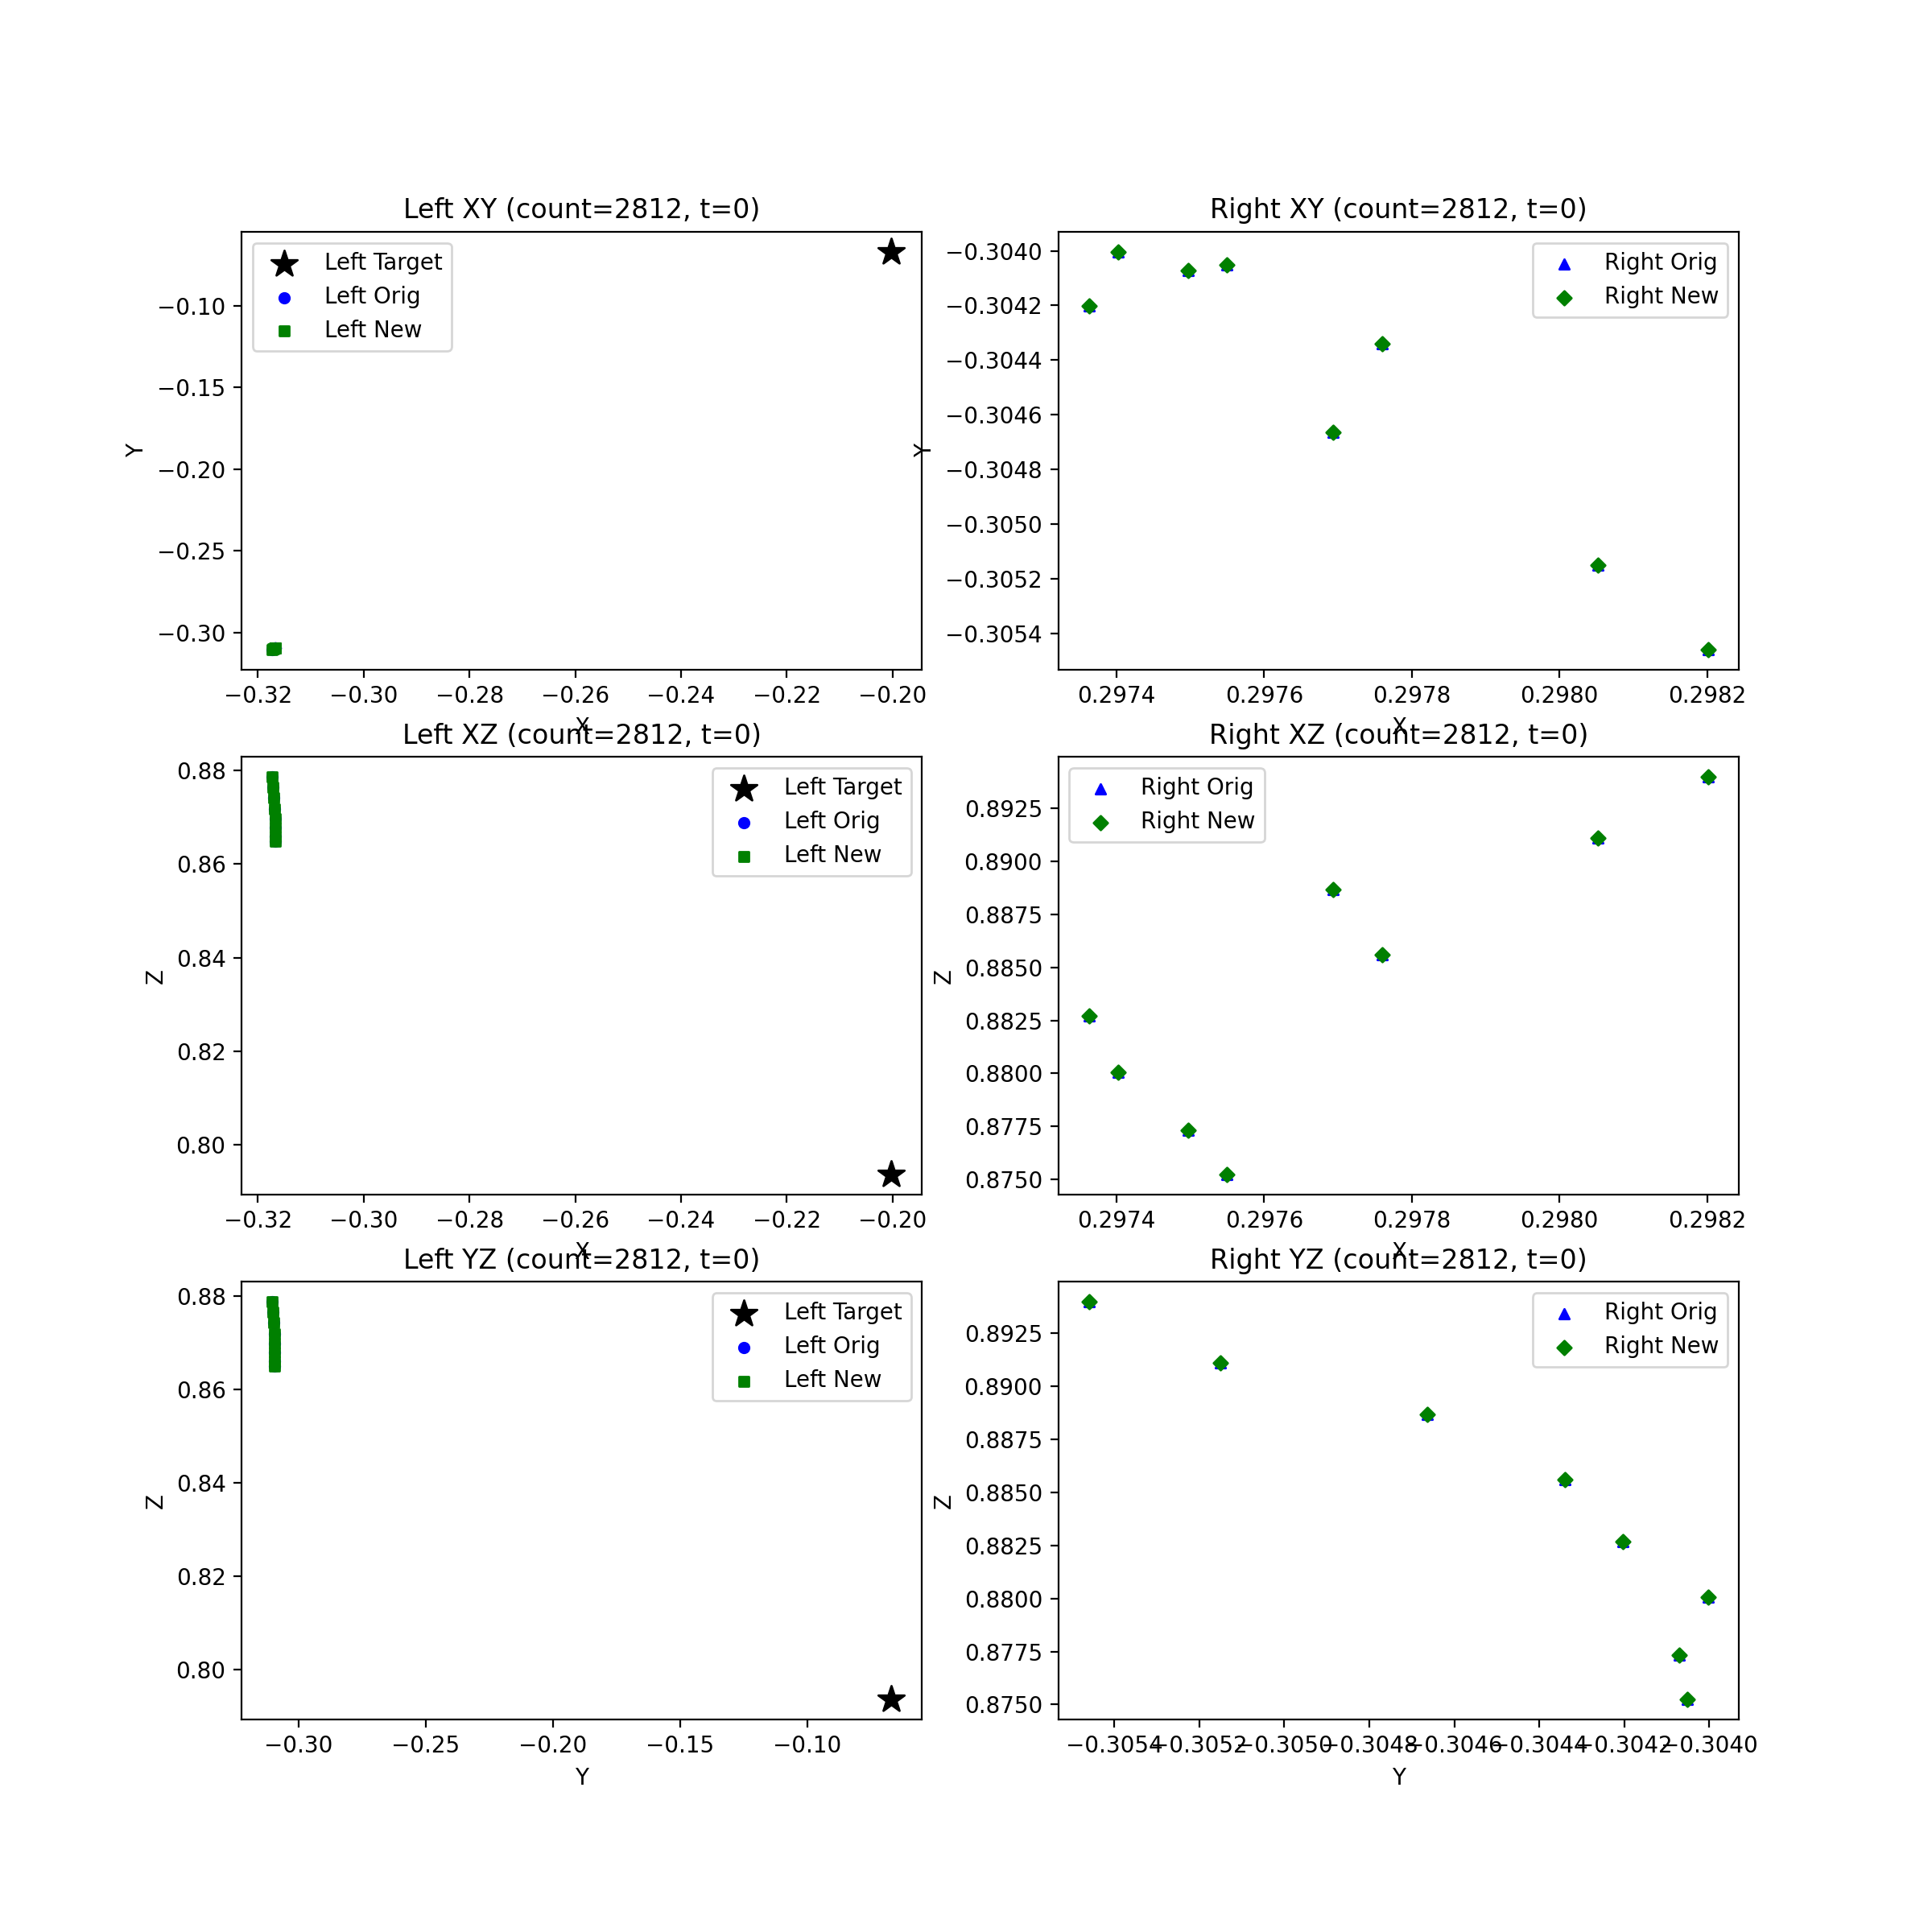 Left XY (count=2812, t=0)
Left Target
Left Orig
Left New
−0.10
−0.15
−0.20
−0.25
−0.30
Y
−0.32 −0.30 −0.28 −0.26 −0.24 −0.22 −0.20
X
Right XY (count=2812, t=0)
Right Orig
Right New
−0.3040
−0.3042
−0.3044
−0.3046
−0.3048
−0.3050
−0.3052
−0.3054
Y
0.2974 0.2976 0.2978 0.2980 0.2982
X
Left XZ (count=2812, t=0)
Left Target
Left Orig
Left New
0.88
0.86
0.84
0.82
0.80
Z
−0.32 −0.30 −0.28 −0.26 −0.24 −0.22 −0.20
X
Right XZ (count=2812, t=0)
Right Orig
Right New
0.8925
0.8900
0.8875
0.8850
0.8825
0.8800
0.8775
0.8750
Z
0.2974 0.2976 0.2978 0.2980 0.2982
X
Left YZ (count=2812, t=0)
Left Target
Left Orig
Left New
0.88
0.86
0.84
0.82
0.80
Z
−0.30 −0.25 −0.20 −0.15 −0.10
Y
Right YZ (count=2812, t=0)
Right Orig
Right New
0.8925
0.8900
0.8875
0.8850
0.8825
0.8800
0.8775
0.8750
Z
−0.3054 −0.3052 −0.3050 −0.3048 −0.3046 −0.3044 −0.3042 −0.3040
Y